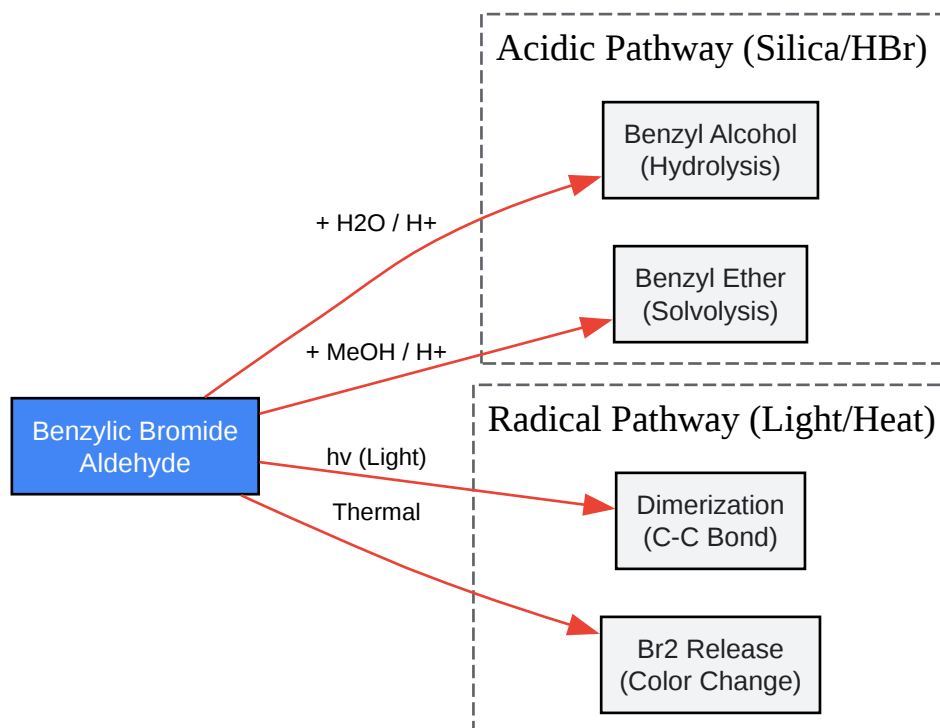 Acidic Pathway (Silica/HBr)
Benzyl Alcohol
(Hydrolysis)
+ H2O / H+
Benzyl Ether
(Solvolysis)
+ MeOH / H+
Benzylic Bromide
Aldehyde
Radical Pathway (Light/Heat)
hv (Light)
Dimerization
(C-C Bond)
Thermal
Br2 Release
(Color Change)